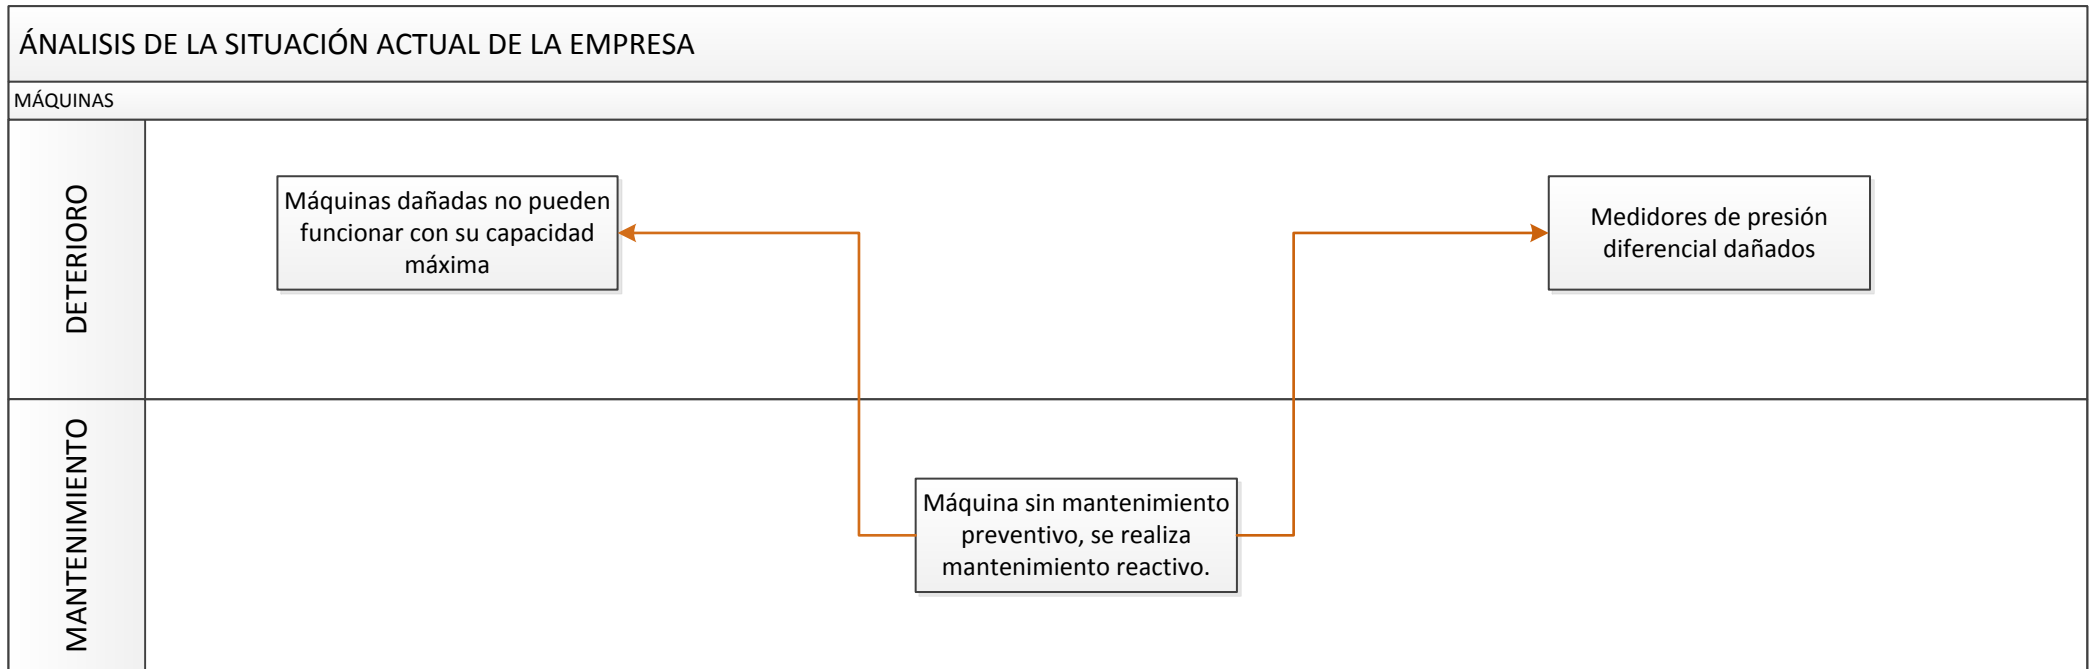 ÁNALISIS DE LA SITUACIÓN ACTUAL DE LA EMPRESA
MÁQUINAS
DETERIORO
Máquinas dañadas no pueden
funcionar con su capacidad
máxima
Medidores de presión
diferencial dañados
MANTENIMIENTO
Máquina sin mantenimiento
preventivo, se realiza
mantenimiento reactivo.